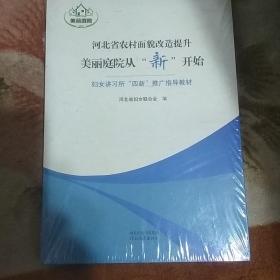 美丽庭院
河北省农村面貌改造提升
美丽庭院从“新”开始
妇女讲习所“四新”推广指导教材
河北省妇女联合会 编